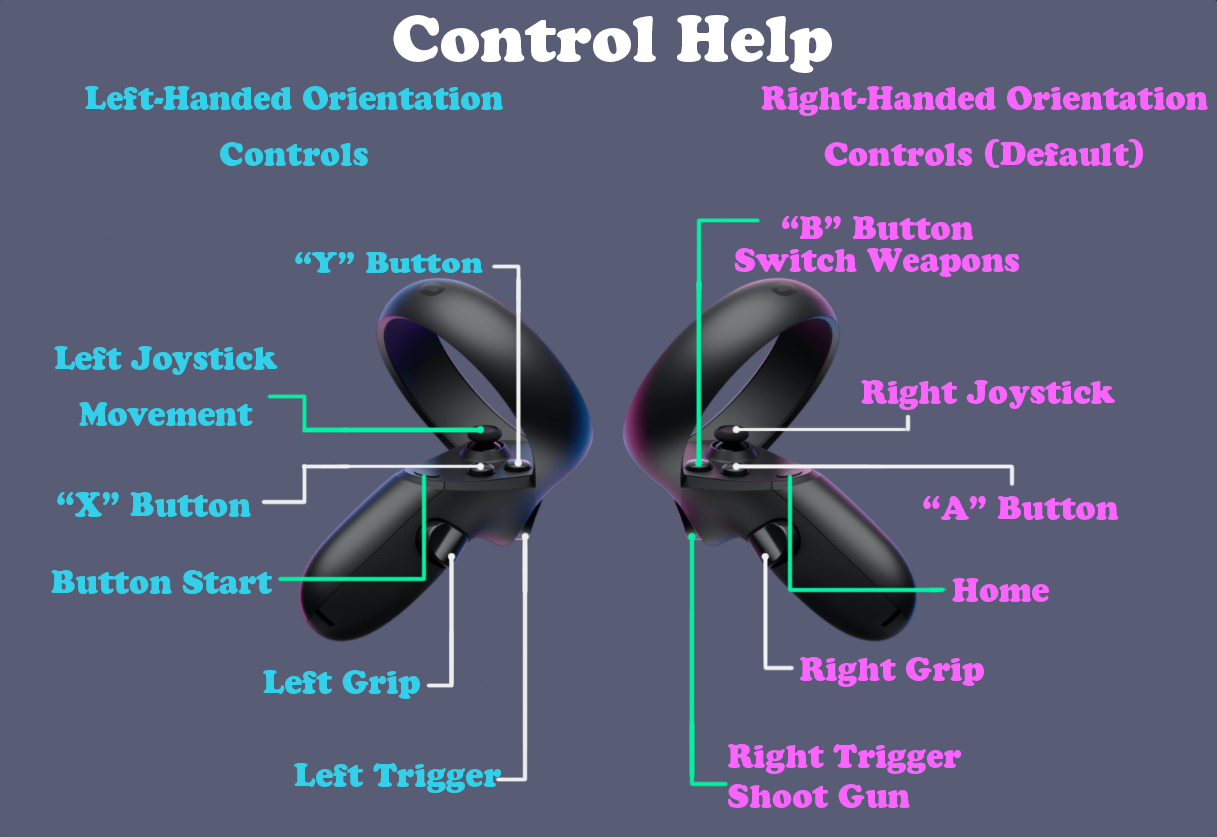 Control Help
Left-Handed Orientation
Controls
Right-Handed Orientation
Controls (Default)
“Y” Button
Left Joystick
Movement
“X” Button
Button Start
Left Grip
Left Trigger
“B” Button
Switch Weapons
Right Joystick
“A” Button
Home
Right Grip
Right Trigger
Shoot Gun